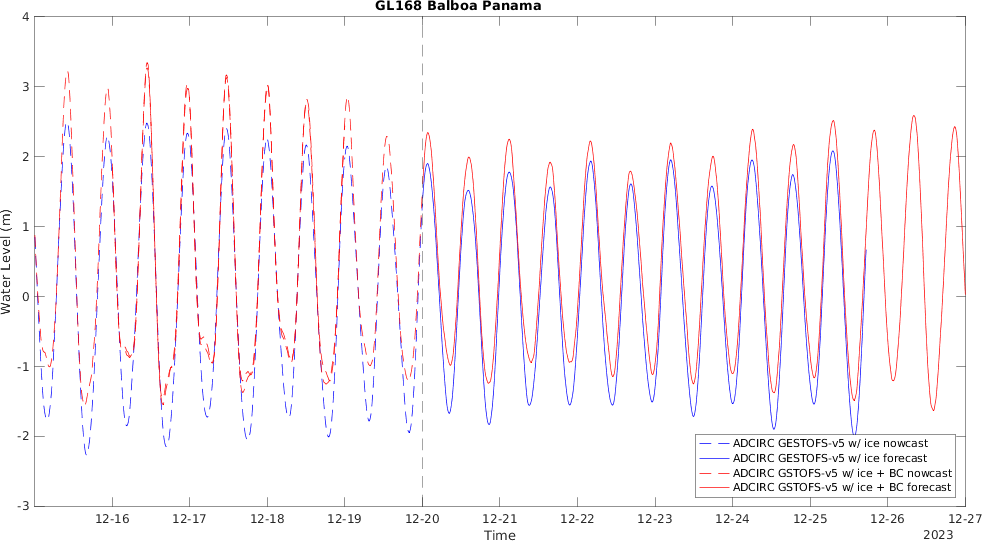 GL168 Balboa Panama
4
3
2
1
0
-1
-2
-3
Water Level (m)
ADCIRC GESTOFS-v5 w/ ice nowcast
ADCIRC GESTOFS-v5 w/ ice forecast
ADCIRC GSTOFS-v5 w/ ice + BC nowcast
ADCIRC GSTOFS-v5 w/ ice + BC forecast
12-16 12-17 12-18 12-19 12-20 12-21 12-22 12-23 12-24 12-25 12-26 12-27
Time
2023